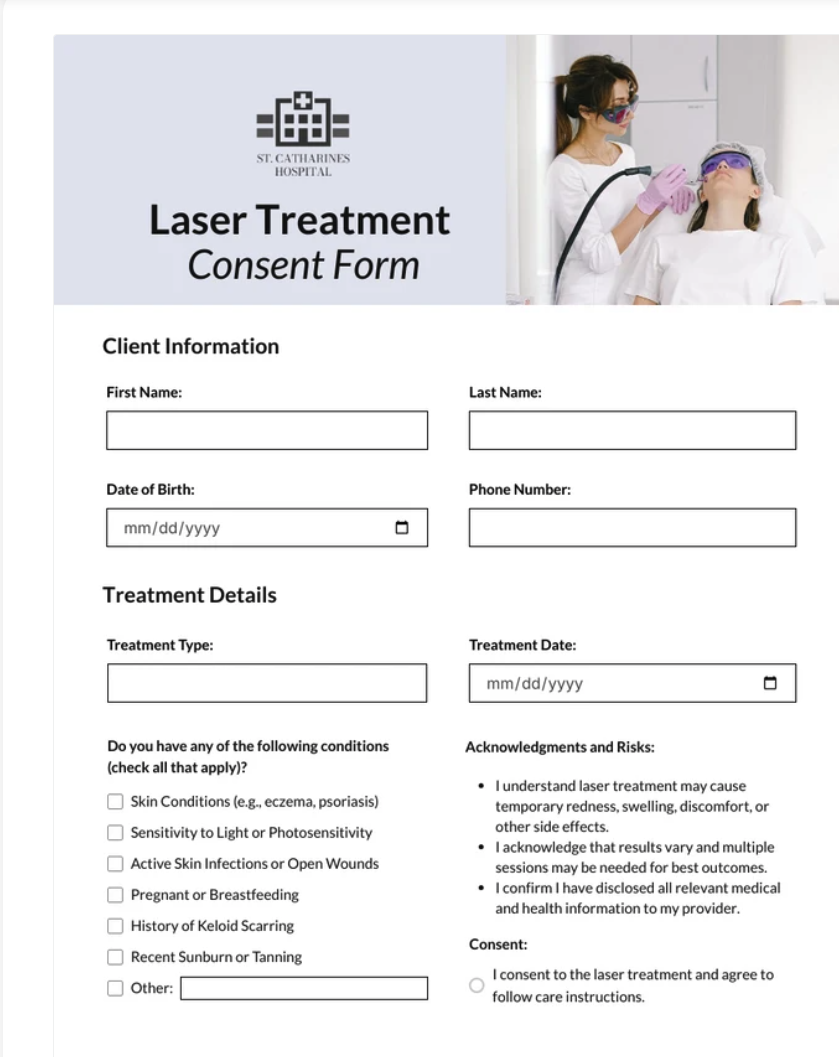 ST. CATHARINES
HOSPITAL
Laser Treatment
Consent Form
Client Information
First Name:
Last Name:
Date of Birth:
Phone Number:
mm/dd/yyyy
Treatment Details
Treatment Type:
Treatment Date:
mm/dd/yyyy
Do you have any of the following conditions
(check all that apply)?
Skin Conditions (e.g., eczema, psoriasis)
Sensitivity to Light or Photosensitivity
Active Skin Infections or Open Wounds
Pregnant or Breastfeeding
History of Keloid Scarring
Recent Sunburn or Tanning
Other:
Acknowledgments and Risks:
• I understand laser treatment may cause
temporary redness, swelling, discomfort, or
other side effects.
• I acknowledge that results vary and multiple
sessions may be needed for best outcomes.
• I confirm I have disclosed all relevant medical
and health information to my provider.
Consent:
I consent to the laser treatment and agree to
follow care instructions.